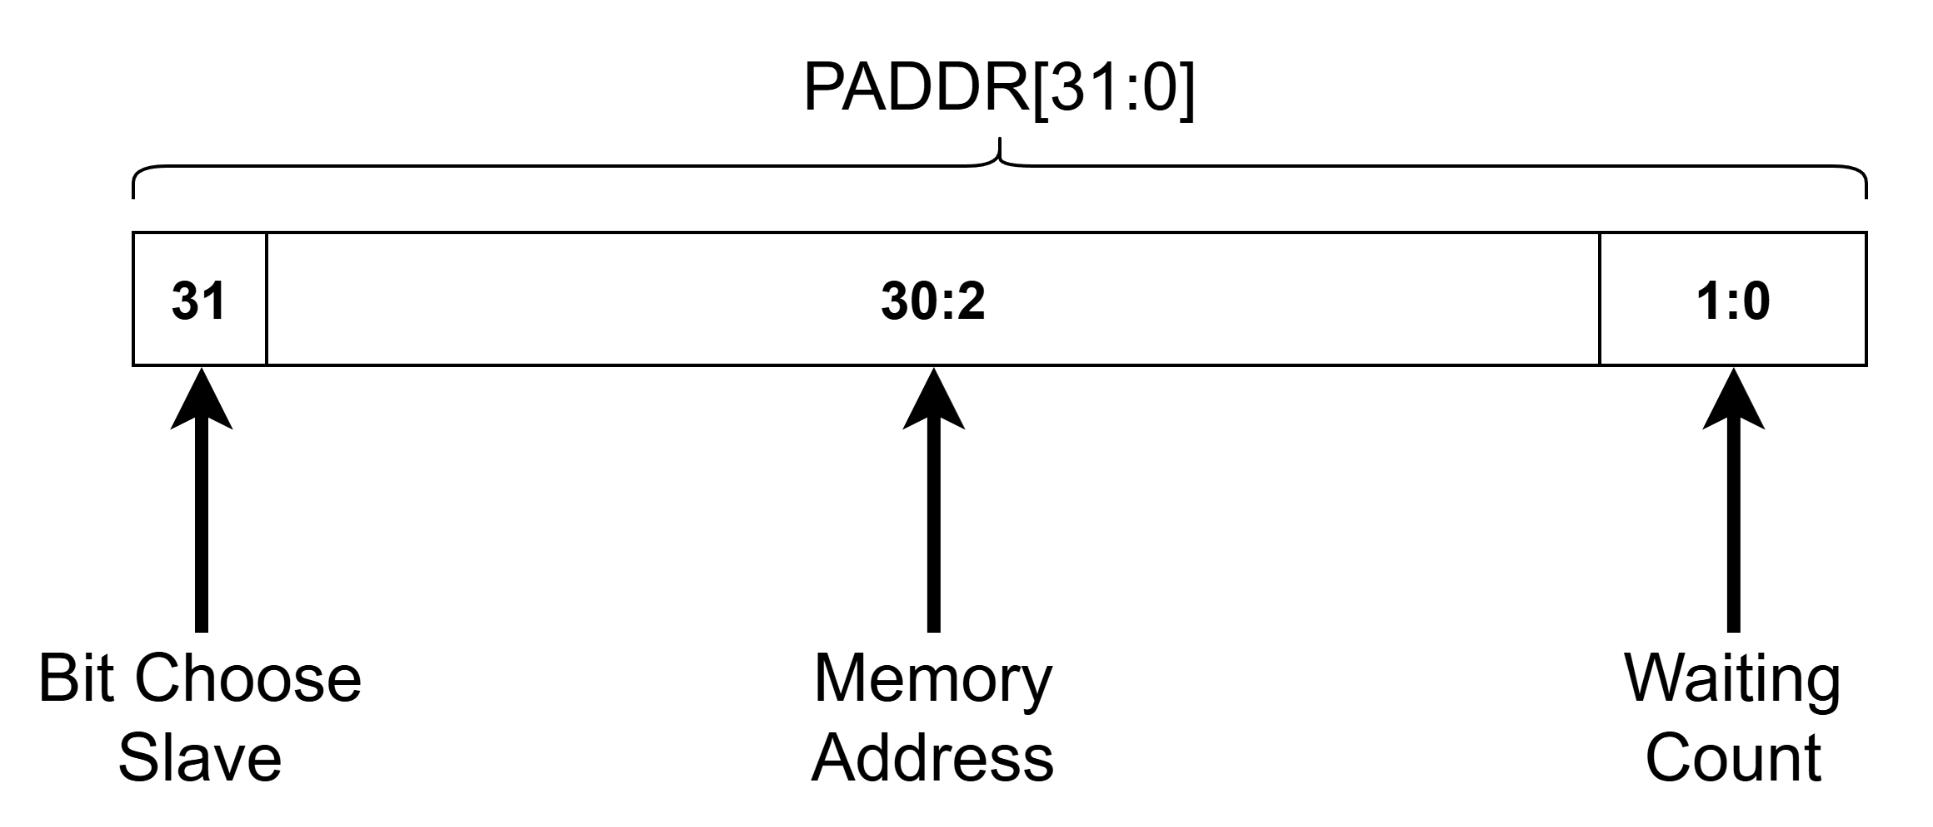 PADDR[31:0]
31
30:2
1:0
Bit Choose
Slave
Memory
Address
Waiting
Count